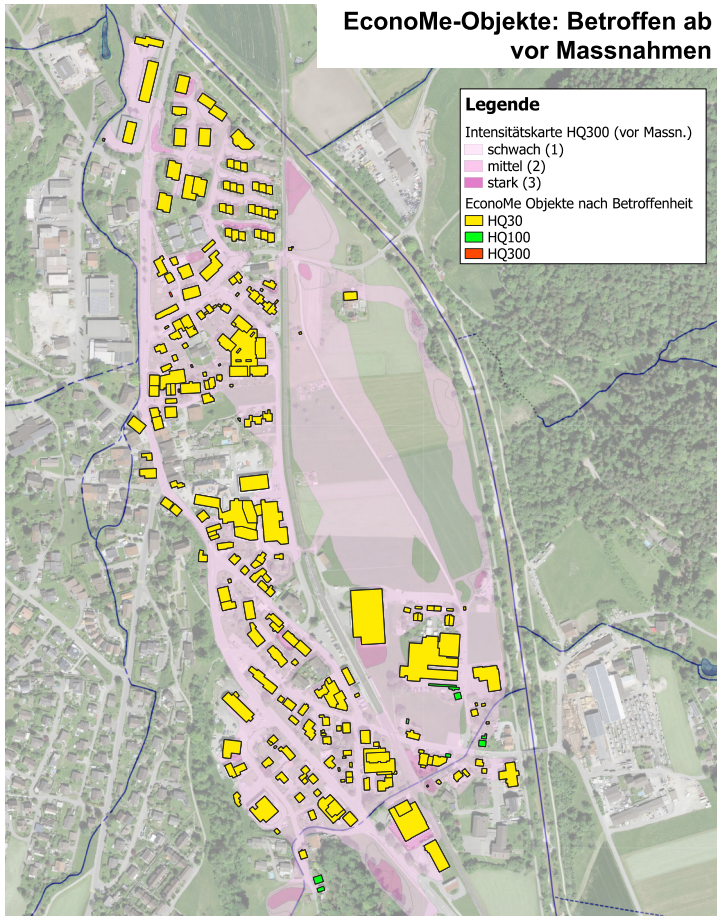 EconoMe-Objekte: Betroffen ab
vor Massnahmen
Legende
Intensitätskarte HQ300 (vor Massn.)
schwach (1)
mittel (2)
stark (3)
EconoMe Objekte nach Betroffenheit
HQ30
HQ100
HQ300